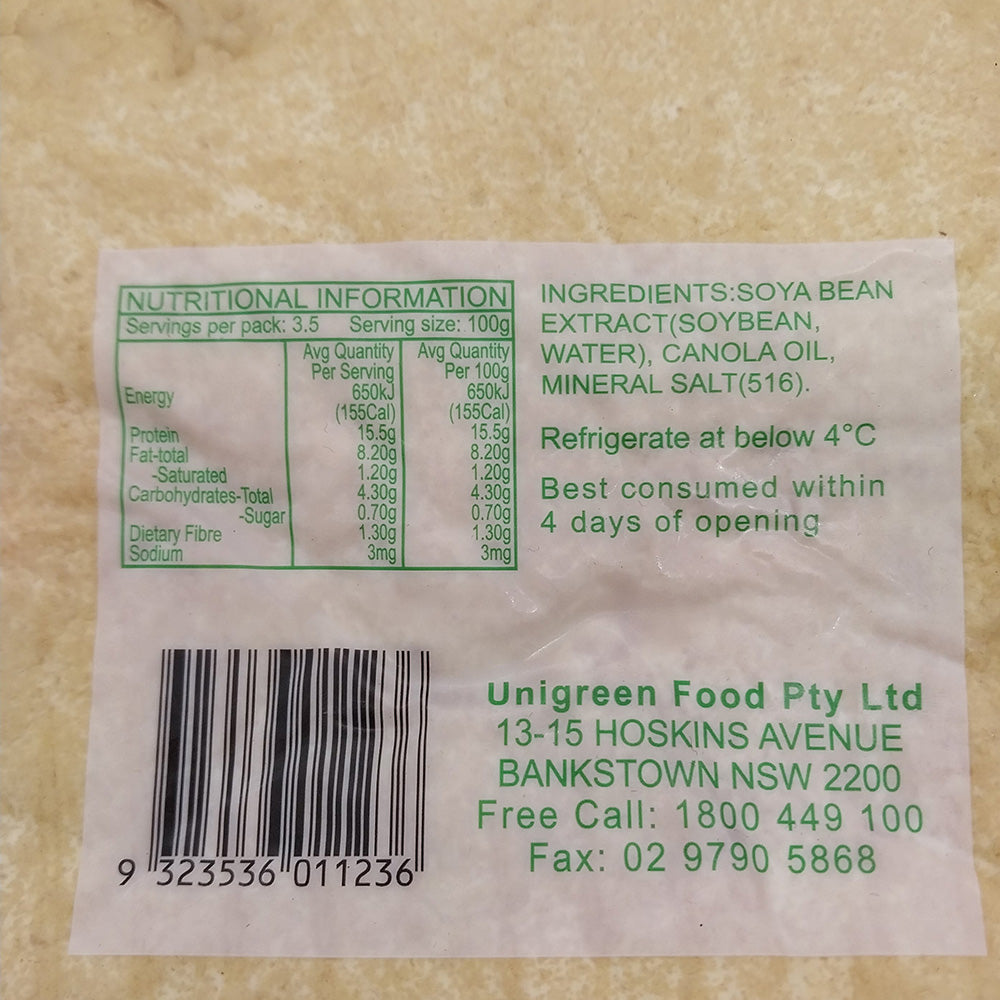 NUTRITIONAL INFORMATION
Servings per pack: 3.5 Serving size: 100g
Avg Quantity Per Serving Avg Quantity Per 100g
Energy 650kJ 650kJ
(155Cal) (155Cal)
Protein 15.5g 15.5g
Fat-total 8.20g 8.20g
-Saturated 1.20g 1.20g
Carbohydrates-Total 4.30g 4.30g
-Sugar 0.70g 0.70g
Dietary Fibre 1.30g 1.30g
Sodium 3mg 3mg
INGREDIENTS:SOYA BEAN
EXTRACT(SOYBEAN,
WATER), CANOLA OIL,
MINERAL SALT(516).
Refrigerate at below 4°C
Best consumed within
4 days of opening
9 323536 011236
Unigreen Food Pty Ltd
13-15 HOSKINS AVENUE
BANKSTOWN NSW 2200
Free Call: 1800 449 100
Fax: 02 9790 5868